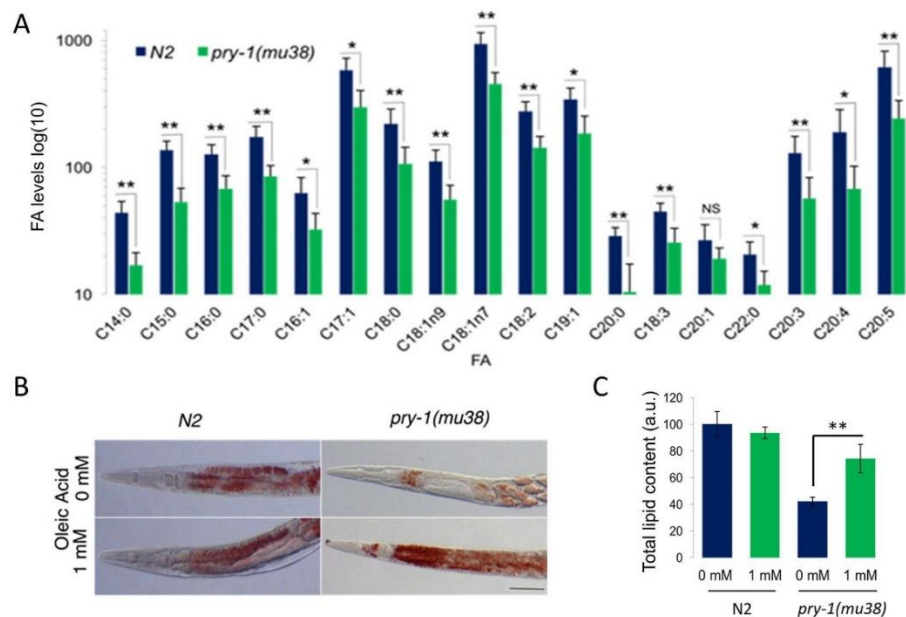 A
1000
100
10
FA levels log(10)
N2 pry-1(mu38)
** ** ** ** * * ** ** ** ** * ** ** NS * ** * **
C14:0 C15:0 C16:0 C17:0 C16:1 C17:1 C18:0 C18:1n9 C18:1n7 C18:2 C19:1 C20:0 C18:3 C20:1 C22:0 C20:3 C20:4 C20:5
FA
B
N2 pry-1(mu38)
Oleic Acid
0 mM
1 mM
C
Total lipid content (a.u.)
120
100
80
60
40
20
0
**
0 mM 1 mM 0 mM 1 mM
N2 pry-1(mu38)